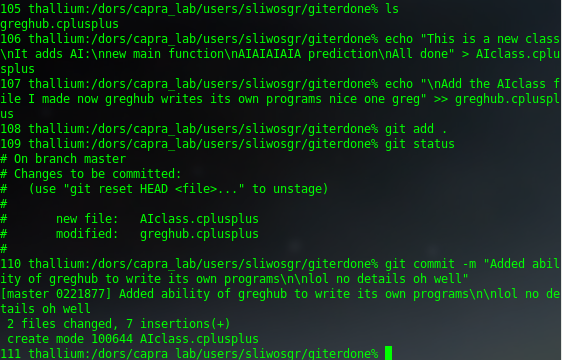 105 thallium:/dors/capra_lab/users/sliwosgr/giterdone% ls
greghub.cplusplus
106 thallium:/dors/capra_lab/users/sliwosgr/giterdone% echo "This is a new class
\nIt adds AI:\nnew main function\nAIAIAIAIA prediction\nAll done" > AIclass.cplu
splus
107 thallium:/dors/capra_lab/users/sliwosgr/giterdone% echo "\nAdd the AIclass f
ile I made now greghub writes its own programs nice one greg" >> greghub.cpluspl
us
108 thallium:/dors/capra_lab/users/sliwosgr/giterdone% git add .
109 thallium:/dors/capra_lab/users/sliwosgr/giterdone% git status
# On branch master
# Changes to be committed:
#   (use "git reset HEAD <file>..." to unstage)
#
#       new file:   AIclass.cplusplus
#       modified:   greghub.cplusplus
#
110 thallium:/dors/capra_lab/users/sliwosgr/giterdone% git commit -m "Added abil
ity of greghub to write its own programs\n\nlol no details oh well"
[master 0221877] Added ability of greghub to write its own programs\n\nlol no de
tails oh well
 2 files changed, 7 insertions(+)
 create mode 100644 AIclass.cplusplus
111 thallium:/dors/capra_lab/users/sliwosgr/giterdone%